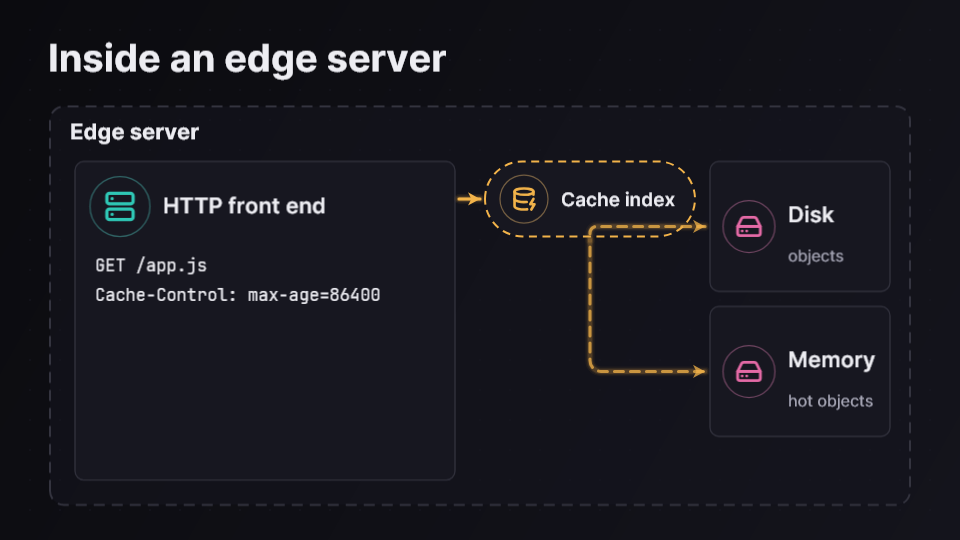 Inside an edge server
Edge server
HTTP front end
GET /app.js
Cache-Control: max-age=86400
Cache index
Disk
objects
Memory
hot objects